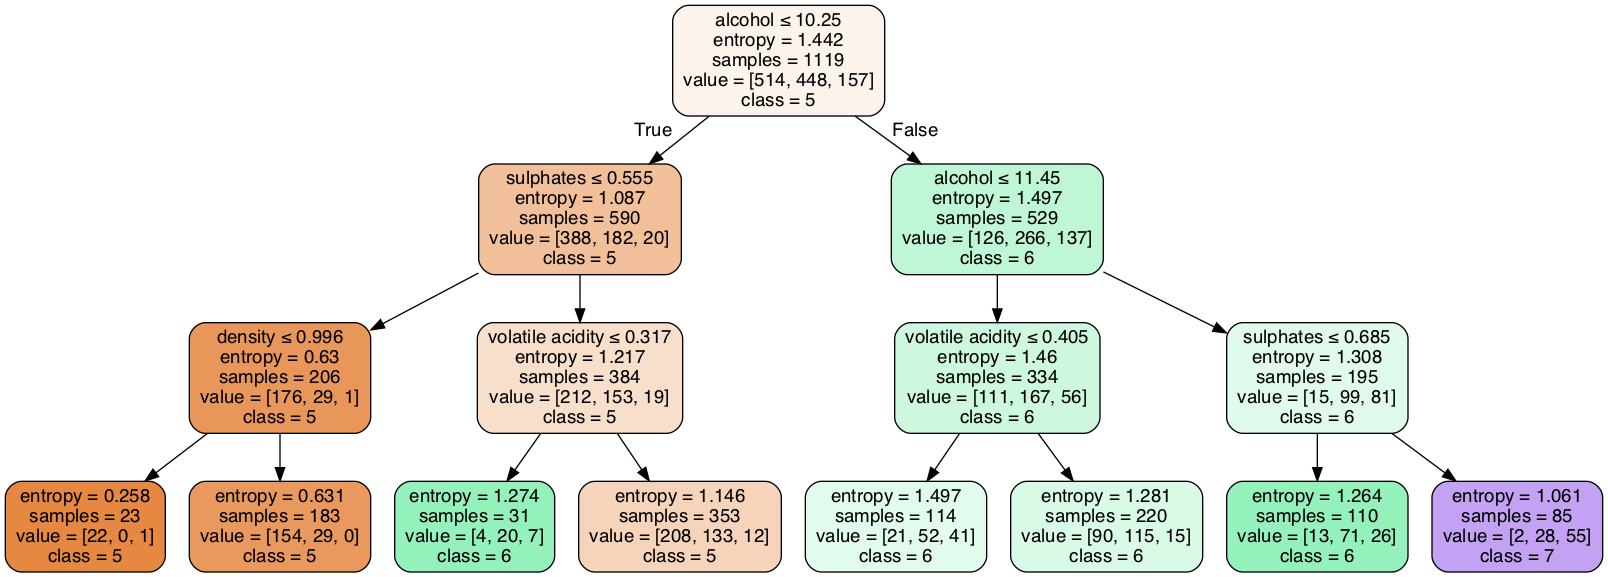 alcohol ≤ 10.25
entropy = 1.442
samples = 1119
value = [514, 448, 157]
class = 5
True
False
sulphates ≤ 0.555
entropy = 1.087
samples = 590
value = [388, 182, 20]
class = 5
alcohol ≤ 11.45
entropy = 1.497
samples = 529
value = [126, 266, 137]
class = 6
density ≤ 0.996
entropy = 0.63
samples = 206
value = [176, 29, 1]
class = 5
volatile acidity ≤ 0.317
entropy = 1.217
samples = 384
value = [212, 153, 19]
class = 5
volatile acidity ≤ 0.405
entropy = 1.46
samples = 334
value = [111, 167, 56]
class = 6
sulphates ≤ 0.685
entropy = 1.308
samples = 195
value = [15, 99, 81]
class = 6
entropy = 0.258
samples = 23
value = [22, 0, 1]
class = 5
entropy = 0.631
samples = 183
value = [154, 29, 0]
class = 5
entropy = 1.274
samples = 31
value = [4, 20, 7]
class = 6
entropy = 1.146
samples = 353
value = [208, 133, 12]
class = 5
entropy = 1.497
samples = 114
value = [21, 52, 41]
class = 6
entropy = 1.281
samples = 220
value = [90, 115, 15]
class = 6
entropy = 1.264
samples = 110
value = [13, 71, 26]
class = 6
entropy = 1.061
samples = 85
value = [2, 28, 55]
class = 7